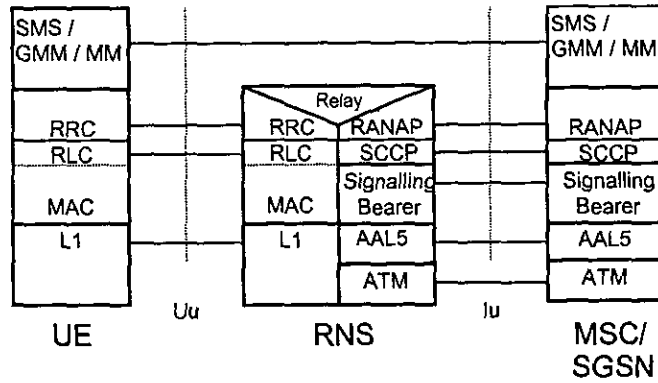 SMS /
GMM / MM
RRC
RLC
MAC
L1
UE
Uu
Relay
RRC
RLC
MAC
L1
RANAP
SCCP
Signalling
Bearer
AAL5
ATM
RNS
Iu
SMS /
GMM / MM
RANAP
SCCP
Signalling
Bearer
AAL5
ATM
MSC/
SGSN